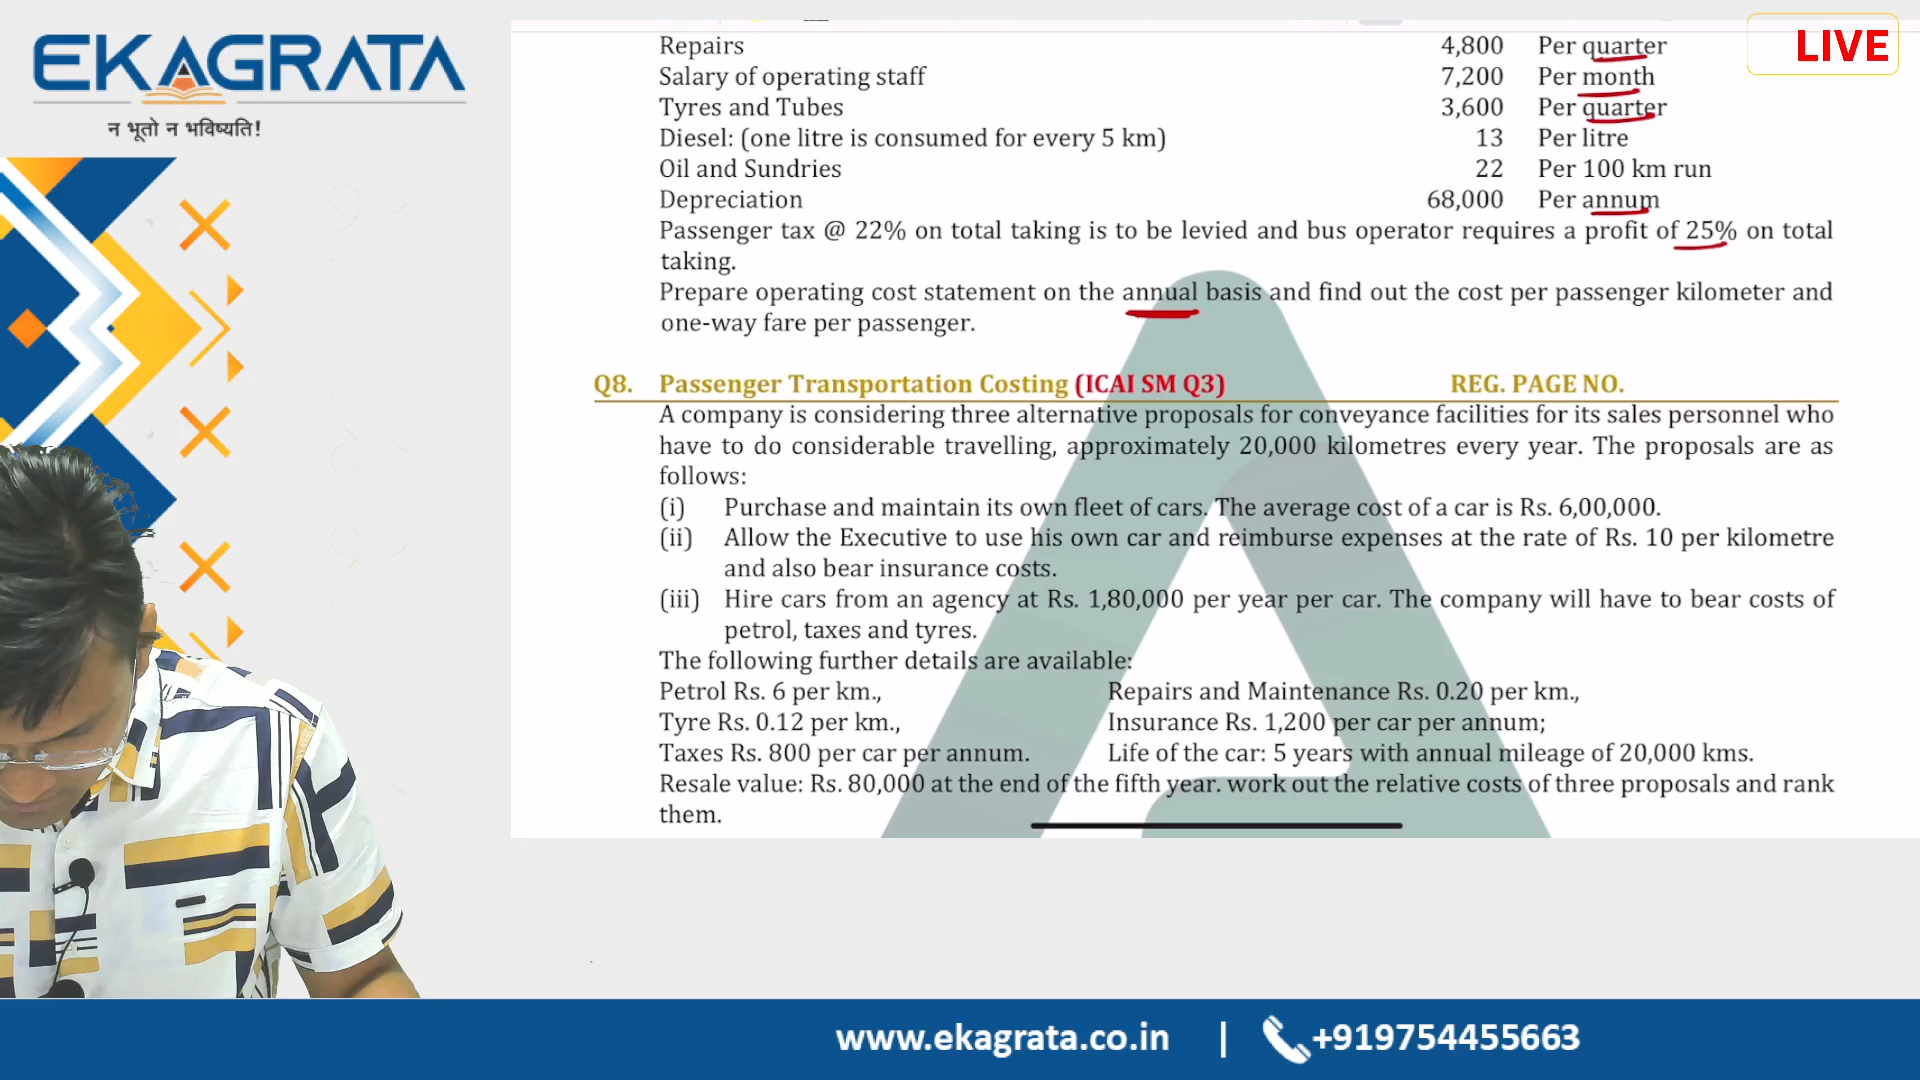 EKAGRATA
न भूतो न भविष्यति!
LIVE
Repairs 4,800 Per quarter
Salary of operating staff 7,200 Per month
Tyres and Tubes 3,600 Per quarter
Diesel: (one litre is consumed for every 5 km) 13 Per litre
Oil and Sundries 22 Per 100 km run
Depreciation 68,000 Per annum
Passenger tax @ 22% on total taking is to be levied and bus operator requires a profit of 25% on total
taking.
Prepare operating cost statement on the annual basis and find out the cost per passenger kilometer and
one-way fare per passenger.
Q8. Passenger Transportation Costing (ICAI SM Q3) REG. PAGE NO.
A company is considering three alternative proposals for conveyance facilities for its sales personnel who
have to do considerable travelling, approximately 20,000 kilometres every year. The proposals are as
follows:
(i) Purchase and maintain its own fleet of cars. The average cost of a car is Rs. 6,00,000.
(ii) Allow the Executive to use his own car and reimburse expenses at the rate of Rs. 10 per kilometre
and also bear insurance costs.
(iii) Hire cars from an agency at Rs. 1,80,000 per year per car. The company will have to bear costs of
petrol, taxes and tyres.
The following further details are available:
Petrol Rs. 6 per km., Repairs and Maintenance Rs. 0.20 per km.,
Tyre Rs. 0.12 per km., Insurance Rs. 1,200 per car per annum;
Taxes Rs. 800 per car per annum. Life of the car: 5 years with annual mileage of 20,000 kms.
Resale value: Rs. 80,000 at the end of the fifth year. work out the relative costs of three proposals and rank
them.
www.ekagrata.co.in | +919754455663